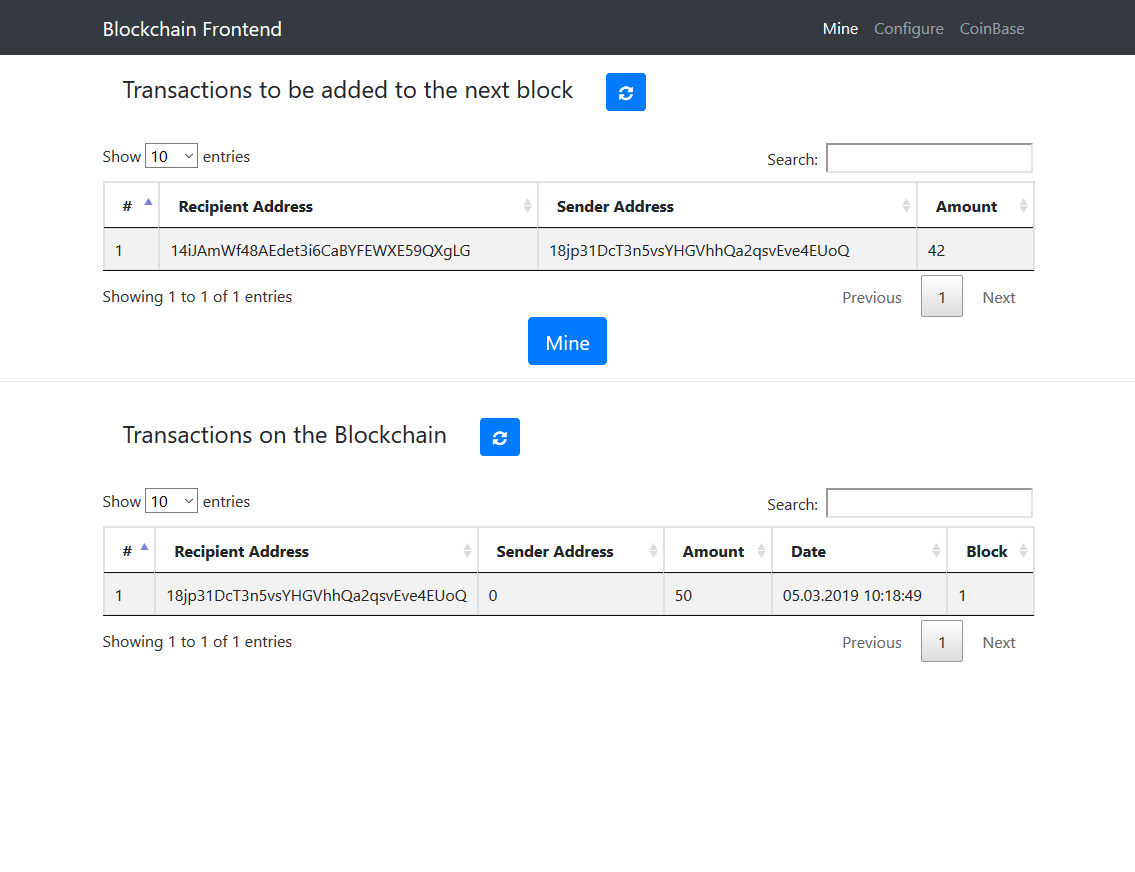 Blockchain Frontend Mine Configure CoinBase
Transactions to be added to the next block
Show 10 entries Search:
# Recipient Address Sender Address Amount
1 14iJAmWf48AEdet3i6CaBYFEWXE59QXgLG 18jp31DcT3n5vsYHGVhhQa2qsvEve4EUoQ 42
Showing 1 to 1 of 1 entries Previous 1 Next
Mine
Transactions on the Blockchain
Show 10 entries Search:
# Recipient Address Sender Address Amount Date Block
1 18jp31DcT3n5vsYHGVhhQa2qsvEve4EUoQ 0 50 05.03.2019 10:18:49 1
Showing 1 to 1 of 1 entries Previous 1 Next